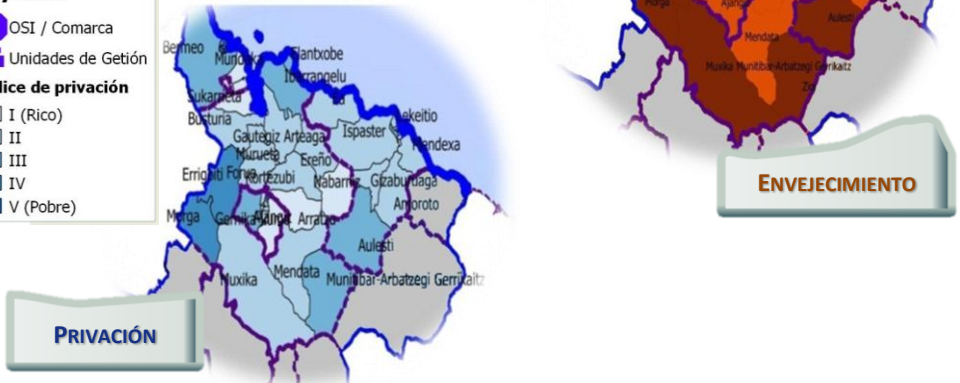 OSI / Comarca
Unidades de Getión
lice de privación
I (Rico)
II
III
IV
V (Pobre)
Bermeo
Elantxobe
Ibarrangelu
Sukarrieta
Busturia
Gautegiz Arteaga
Ispaster
Lekeitio
Mendexa
Murueta
Ereño
Errigoiti
Forua
Kortezubi
Nabarniz
Gizaburuaga
Amoroto
Morga
Arratzu
Aulesti
Muxika
Mendata
Munitibar-Arbatzegi Gerrikaitz
PRIVACIÓN
Morga
Ajangiz
Aulesti
Mendata
Muxika Munitibar-Arbatzegi Gerrikaitz
ENVEJECIMIENTO